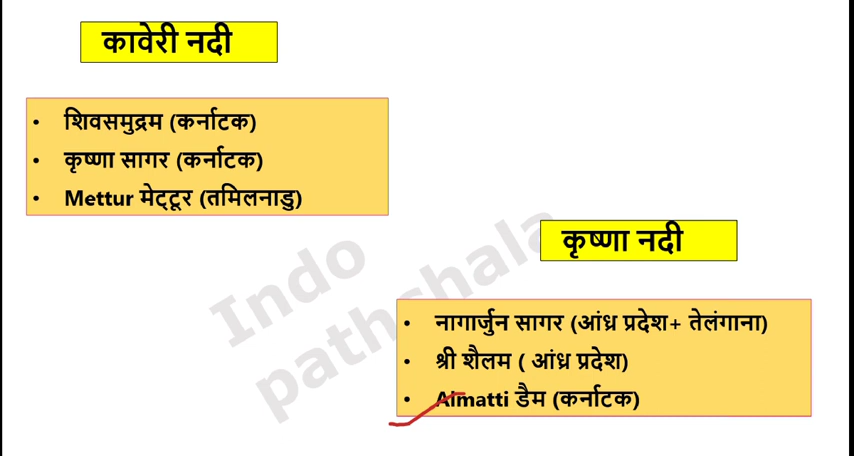 कावेरी नदी
• शिवसमुद्रम (कर्नाटक)
• कृष्णा सागर (कर्नाटक)
• Mettur मेट्टूर (तमिलनाडु)
कृष्णा नदी
• नागार्जुन सागर (आंध्र प्रदेश+ तेलंगाना)
• श्री शैलम ( आंध्र प्रदेश)
• Almatti डैम (कर्नाटक)
Indo
pathshala